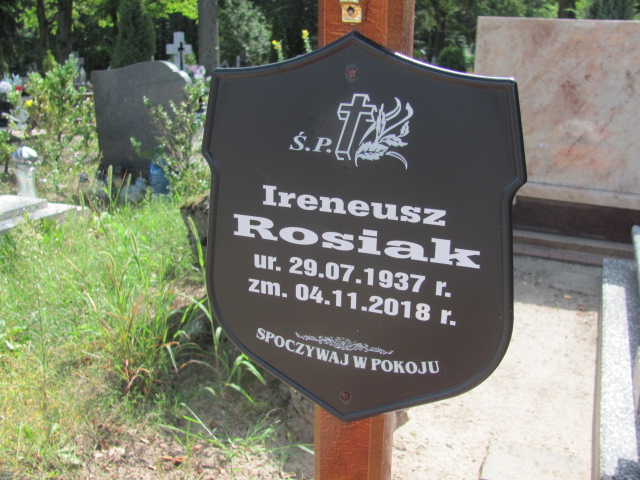 Ś.P.
Ireneusz
Rosiak
ur. 29.07.1937 r.
zm. 04.11.2018 r.
SPOCZYWAJ W POKOJU